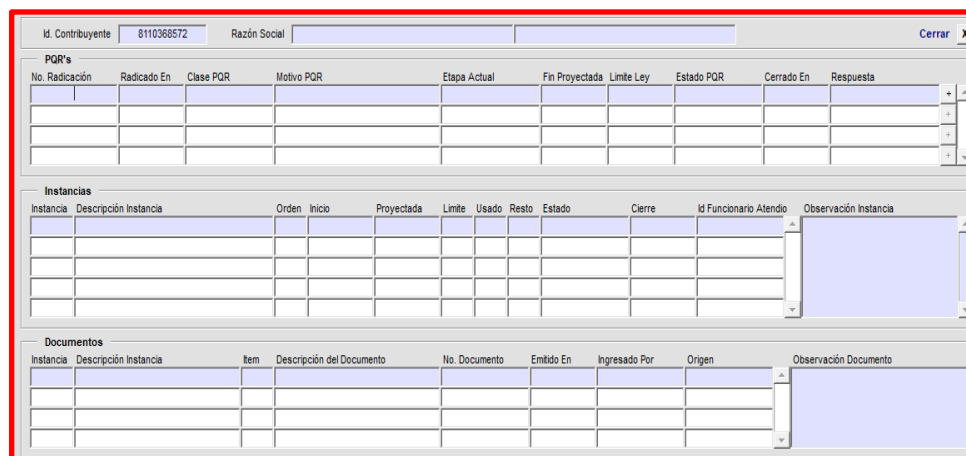 Id. Contribuyente 8110368572 Razón Social Cerrar X
PQR's
No. Radicación Radicado En Clase PQR Motivo PQR Etapa Actual Fin Proyectada Limite Ley Estado PQR Cerrado En Respuesta
+
+
+
+
Instancias
Instancia Descripción Instancia Orden Inicio Proyectada Limite Usado Resto Estado Cierre Id Funcionario Atendio Observación Instancia
Documentos
Instancia Descripción Instancia Item Descripción del Documento No. Documento Emitido En Ingresado Por Origen Observación Documento